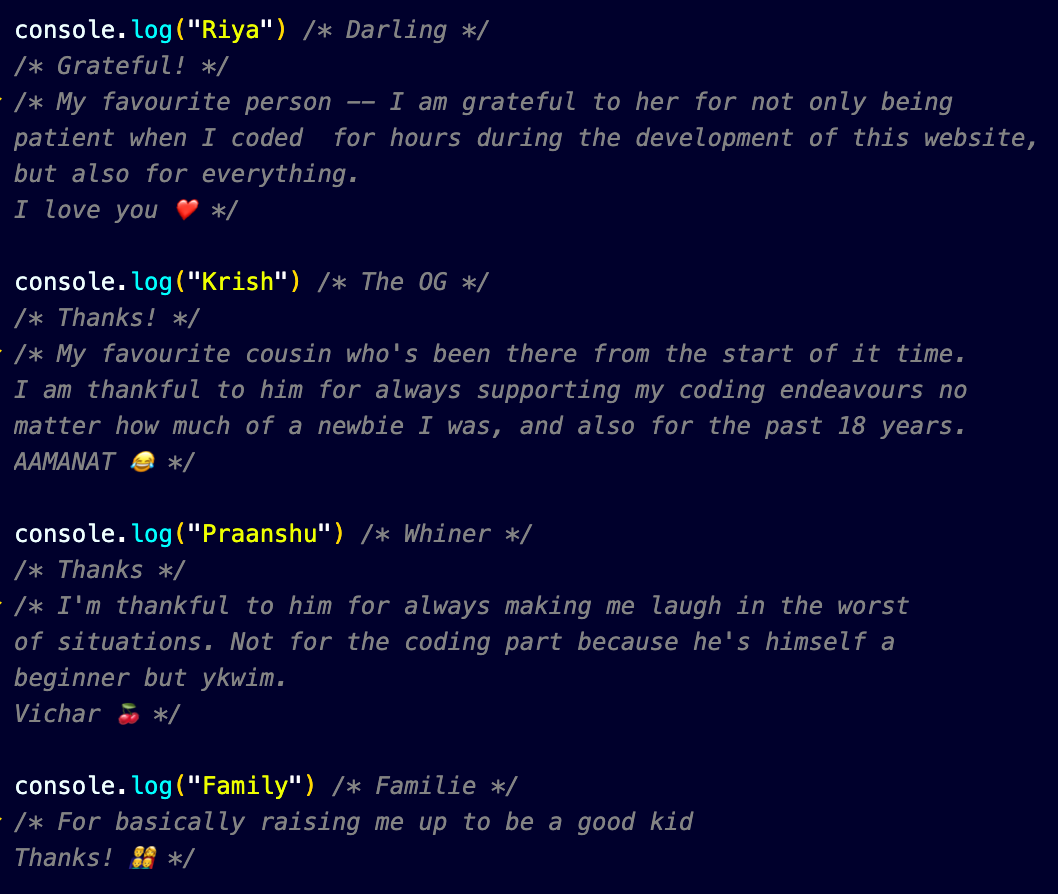 console.log("Riya") /* Darling */
/* Grateful! */
/* My favourite person –– I am grateful to her for not only being
patient when I coded  for hours during the development of this website,
but also for everything.
I love you ❤️ */
console.log("Krish") /* The OG */
/* Thanks! */
/* My favourite cousin who's been there from the start of it time.
I am thankful to him for always supporting my coding endeavours no
matter how much of a newbie I was, and also for the past 18 years.
AAMANAT 😂 */
console.log("Praanshu") /* Whiner */
/* Thanks */
/* I'm thankful to him for always making me laugh in the worst
of situations. Not for the coding part because he's himself a
beginner but ykwim.
Vichar 🍒 */
console.log("Family") /* Familie */
/* For basically raising me up to be a good kid
Thanks! 👨‍👩‍👧‍👦 */